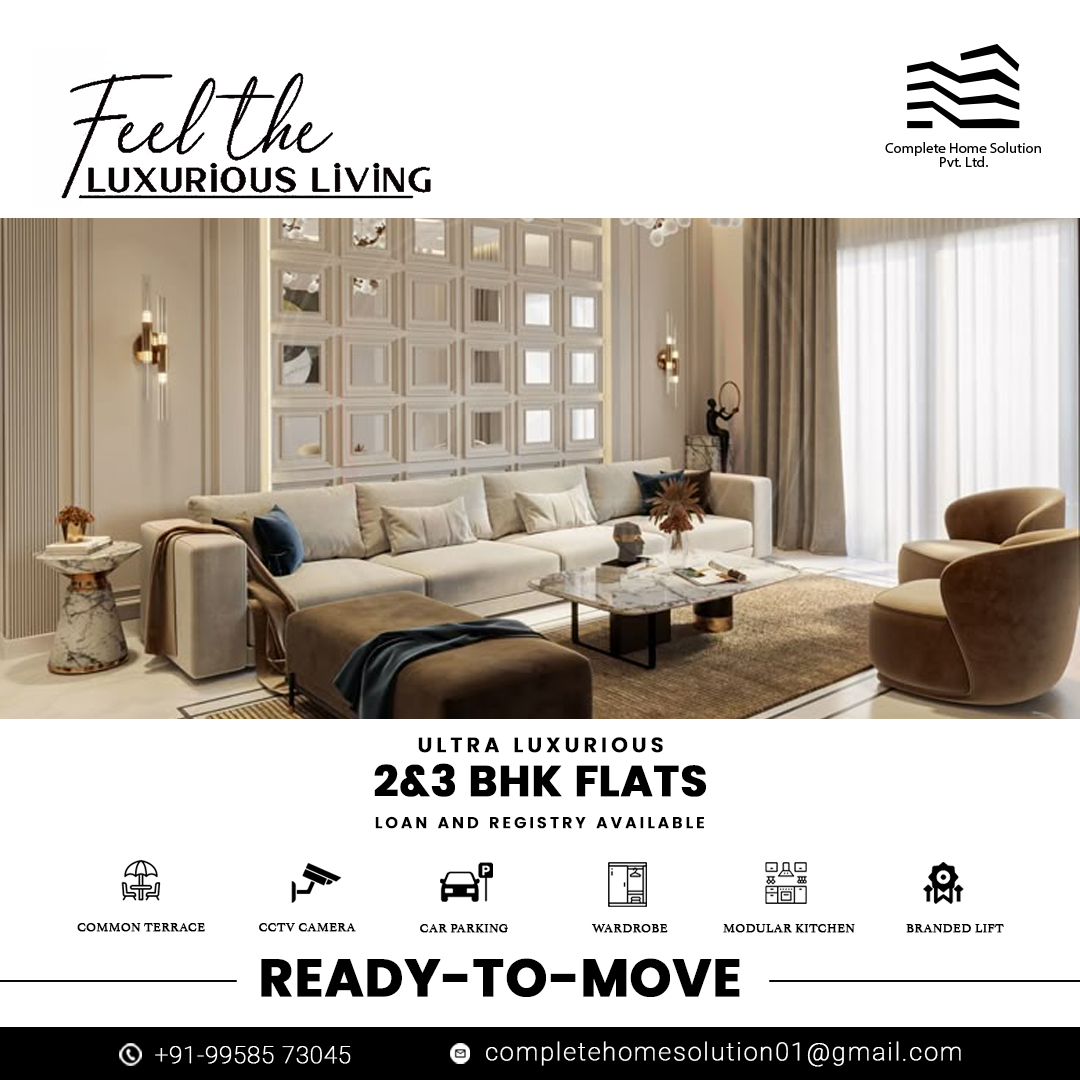 Feel the
LUXURIOUS LIVING
Complete Home Solution
Pvt. Ltd.
ULTRA LUXURIOUS
2&3 BHK FLATS
LOAN AND REGISTRY AVAILABLE
P
COMMON TERRACE
CCTV CAMERA
CAR PARKING
WARDROBE
MODULAR KITCHEN
BRANDED LIFT
READY-TO-MOVE
+91-99585 73045
completehomesolution01@gmail.com